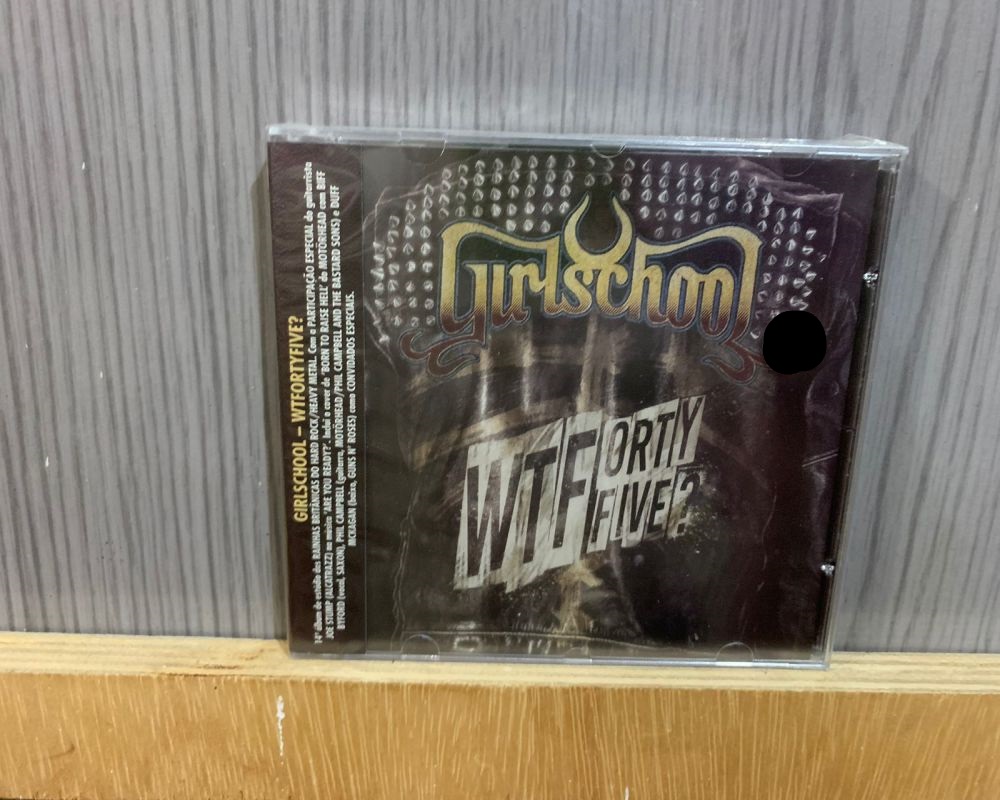 GIRLSCHOOL – WTFORTYFIVE?
14º álbum de estúdio das RAINHAS BRITÂNICAS DO HARD ROCK/HEAVY METAL. Com a PARTICIPAÇÃO ESPECIAL do guitarrista
JOE STUMP (ALCATRAZZ) na música 'ARE YOU READY?'. Inclui o cover de 'BORN TO RAISE HELL' do MOTÖRHEAD com BIFF
BYFORD (vocal, SAXON), PHIL CAMPBELL (guitarra, MOTÖRHEAD/PHIL CAMPBELL AND THE BASTARD SONS) e DUFF
MCKAGAN (baixo, GUNS N' ROSES) como CONVIDADOS ESPECIAIS.
Girlschool
WTFORTY
FIVE?